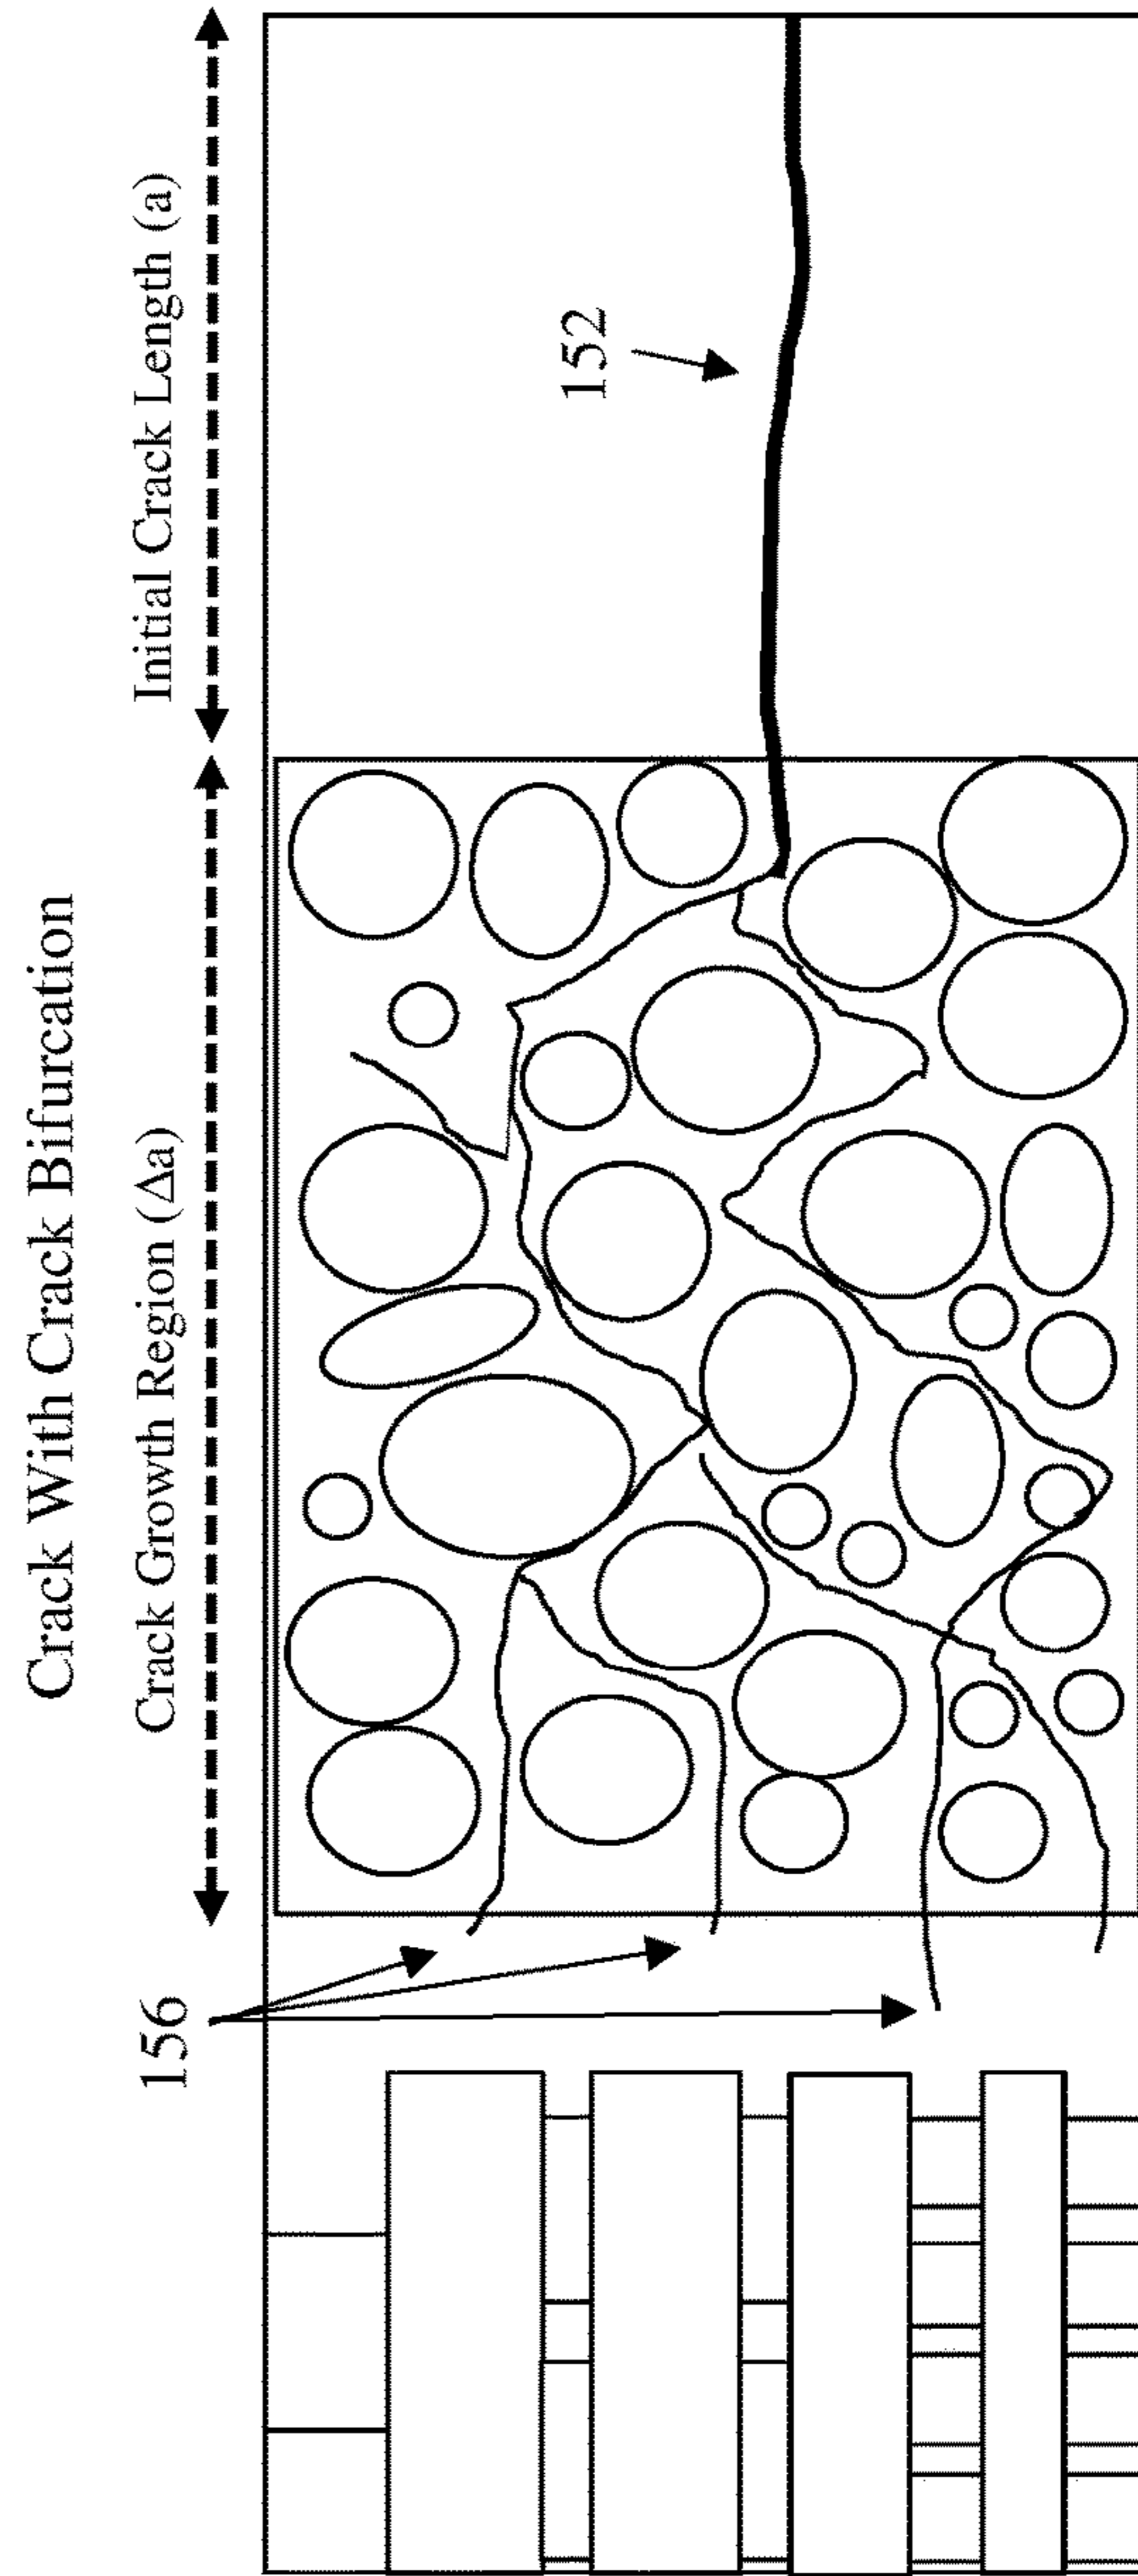 Crack With Crack Bifurcation
Crack Growth Region (Δa)
Initial Crack Length (a)
156
152